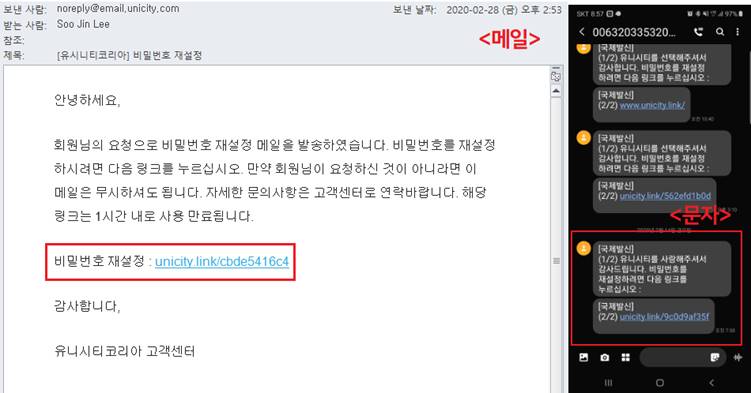 보낸 사람: noreply@email.unicity.com
보낸 날짜: 2020-02-28 (금) 오후 2:53
받는 사람: Soo Jin Lee
참조:
제목: [유시니티코리아] 비밀번호 재설정
<메일>
안녕하세요,
회원님의 요청으로 비밀번호 재설정 메일을 발송하였습니다. 비밀번호를 재설정
하시려면 다음 링크를 누르십시오. 만약 회원님이 요청하신 것이 아니라면 이
메일은 무시하셔도 됩니다. 자세한 문의사항은 고객센터로 연락바랍니다. 해당
링크는 1시간 내로 사용 만료됩니다.
비밀번호 재설정 : unicity.link/cbde5416c4
감사합니다,
유니시티코리아 고객센터
SKT 8:57
97%
006320335320...
[국제발신]
(1/2) 유니시티를 선택해주셔서
감사합니다. 비밀번호를 재설정
하려면 다음 링크를 누르십시오 :
[국제발신]
(2/2) www.unicity.link/
[국제발신]
(1/2) 유니시티를 선택해주셔서
감사합니다. 비밀번호를 재설정
하려면 다음 링크를 누르십시오 :
[국제발신]
(2/2) unicity.link/562efd1b0d
<문자>
[국제발신]
(1/2) 유니시티를 사랑해주셔서
감사드립니다. 비밀번호를
재설정하려면 다음 링크를
누르십시오 :
[국제발신]
(2/2) unicity.link/9c0d9af35f